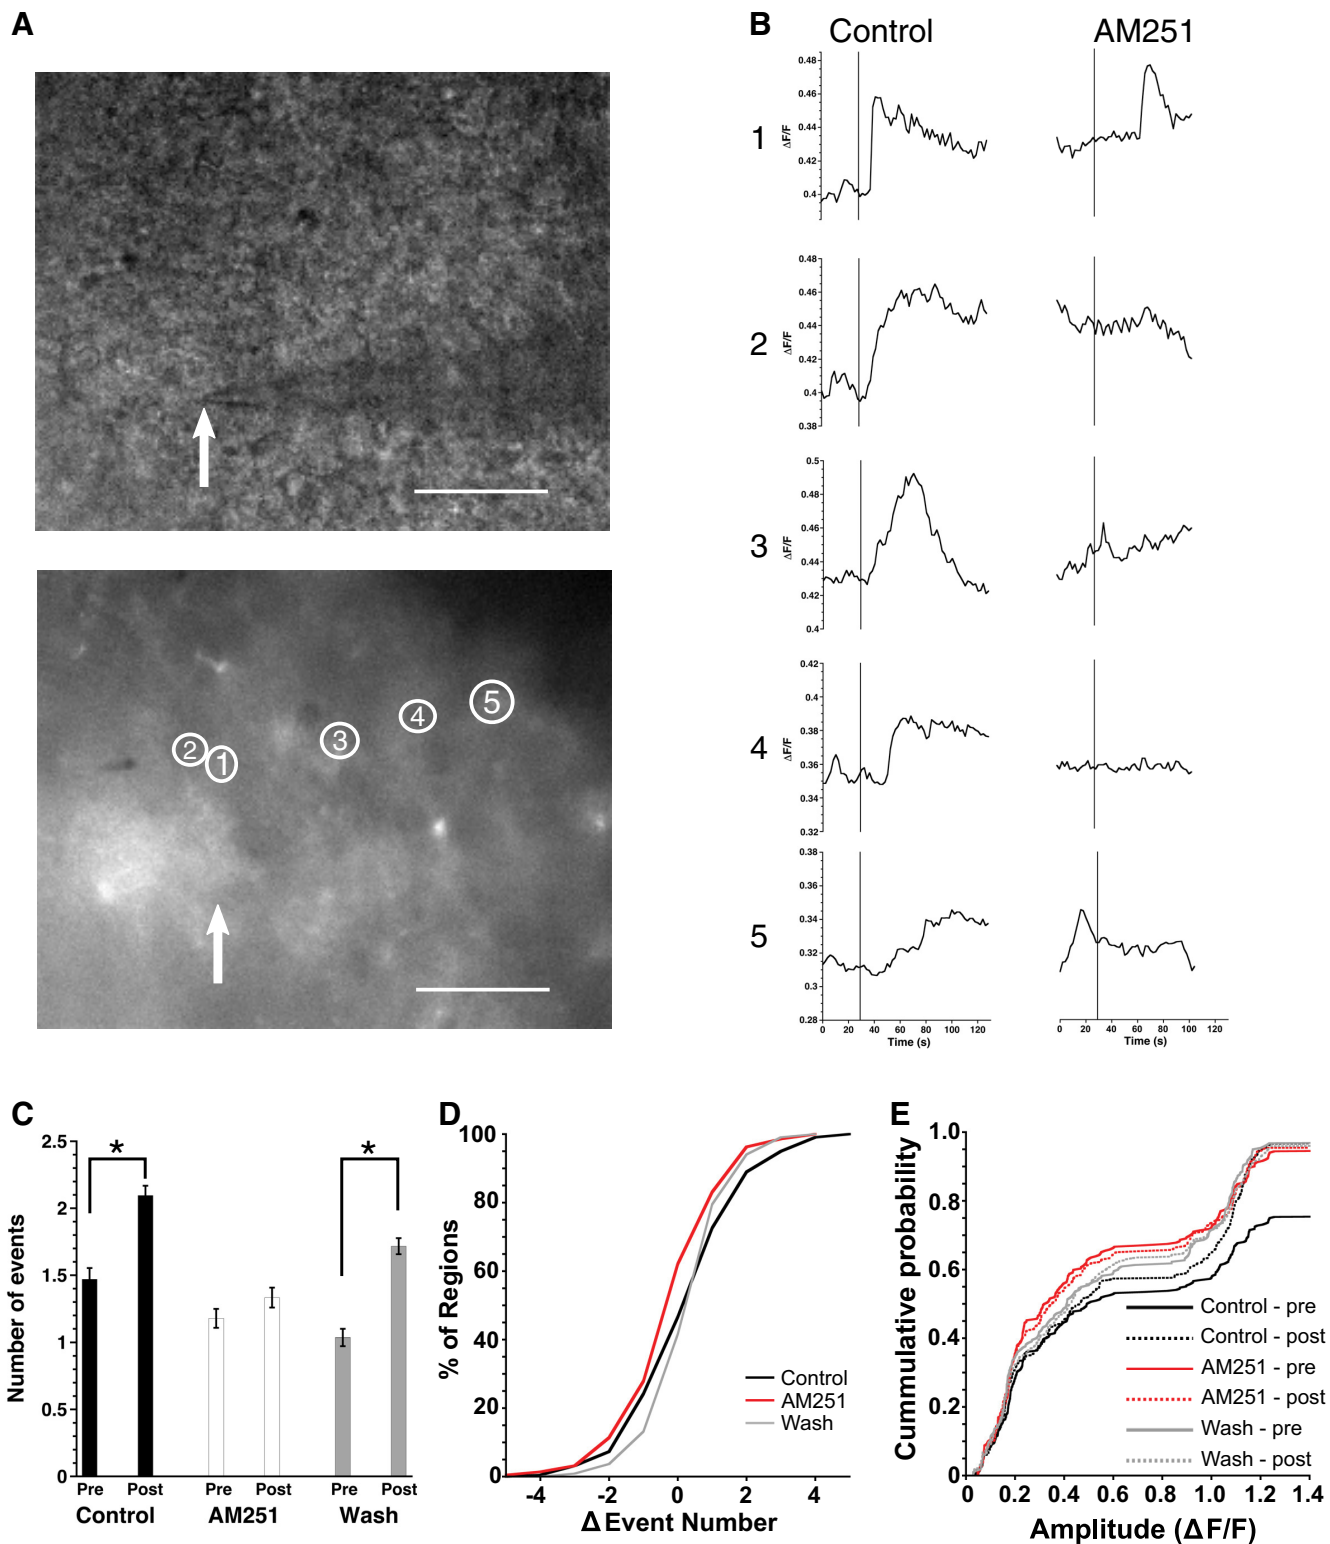 A
2
1
3
4
5
B
Control
AM251
1
ΔF/F
0.48
0.46
0.44
0.42
0.4
2
ΔF/F
0.48
0.46
0.44
0.42
0.4
0.38
3
ΔF/F
0.5
0.48
0.46
0.44
0.42
0.4
4
ΔF/F
0.42
0.4
0.38
0.36
0.34
0.32
5
0.38
0.36
0.34
0.32
0.3
0.28
0 20 40 60 80 100 120
Time (s)
0 20 40 60 80 100 120
Time (s)
C
Number of events
2.5
2
1.5
1
0.5
0
*
*
Pre Post Pre Post Pre Post
Control AM251 Wash
D
% of Regions
100
80
60
40
20
0
-4 -2 0 2 4
Δ Event Number
Control
AM251
Wash
E
Cummulative probability
1.0
0.8
0.6
0.4
0.2
0
0 0.2 0.4 0.6 0.8 1.0 1.2 1.4
Amplitude (ΔF/F)
Control - pre
Control - post
AM251 - pre
AM251 - post
Wash - pre
Wash - post